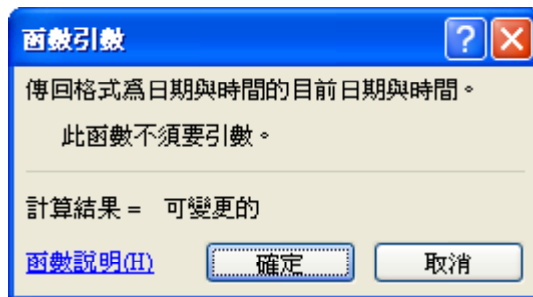 函數引數
傳回格式為日期與時間的目前日期與時間。
此函數不須要引數。
計算結果 = 可變更的
函數說明(H) 確定 取消